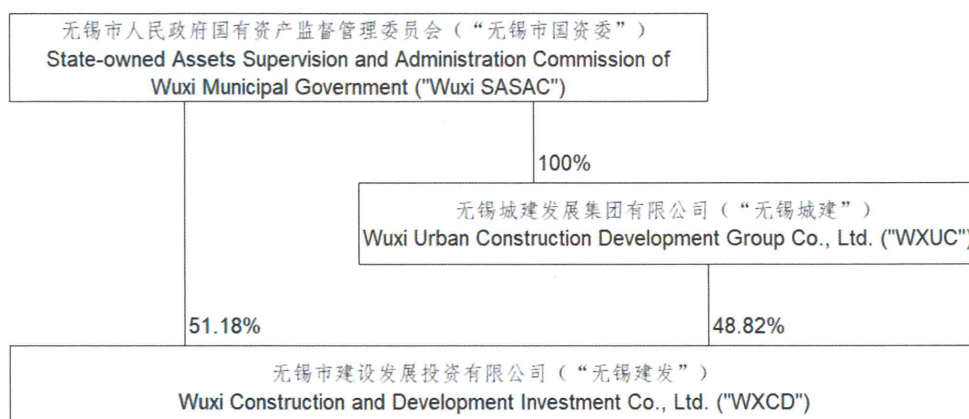 无锡市人民政府国有资产监督管理委员会（“无锡市国资委”）
State-owned Assets Supervision and Administration Commission of
Wuxi Municipal Government ("Wuxi SASAC")
100%
无锡城建发展集团有限公司（“无锡城建”）
Wuxi Urban Construction Development Group Co., Ltd. ("WXUC")
51.18%
48.82%
无锡市建设发展投资有限公司（“无锡建发”）
Wuxi Construction and Development Investment Co., Ltd. ("WXCD")